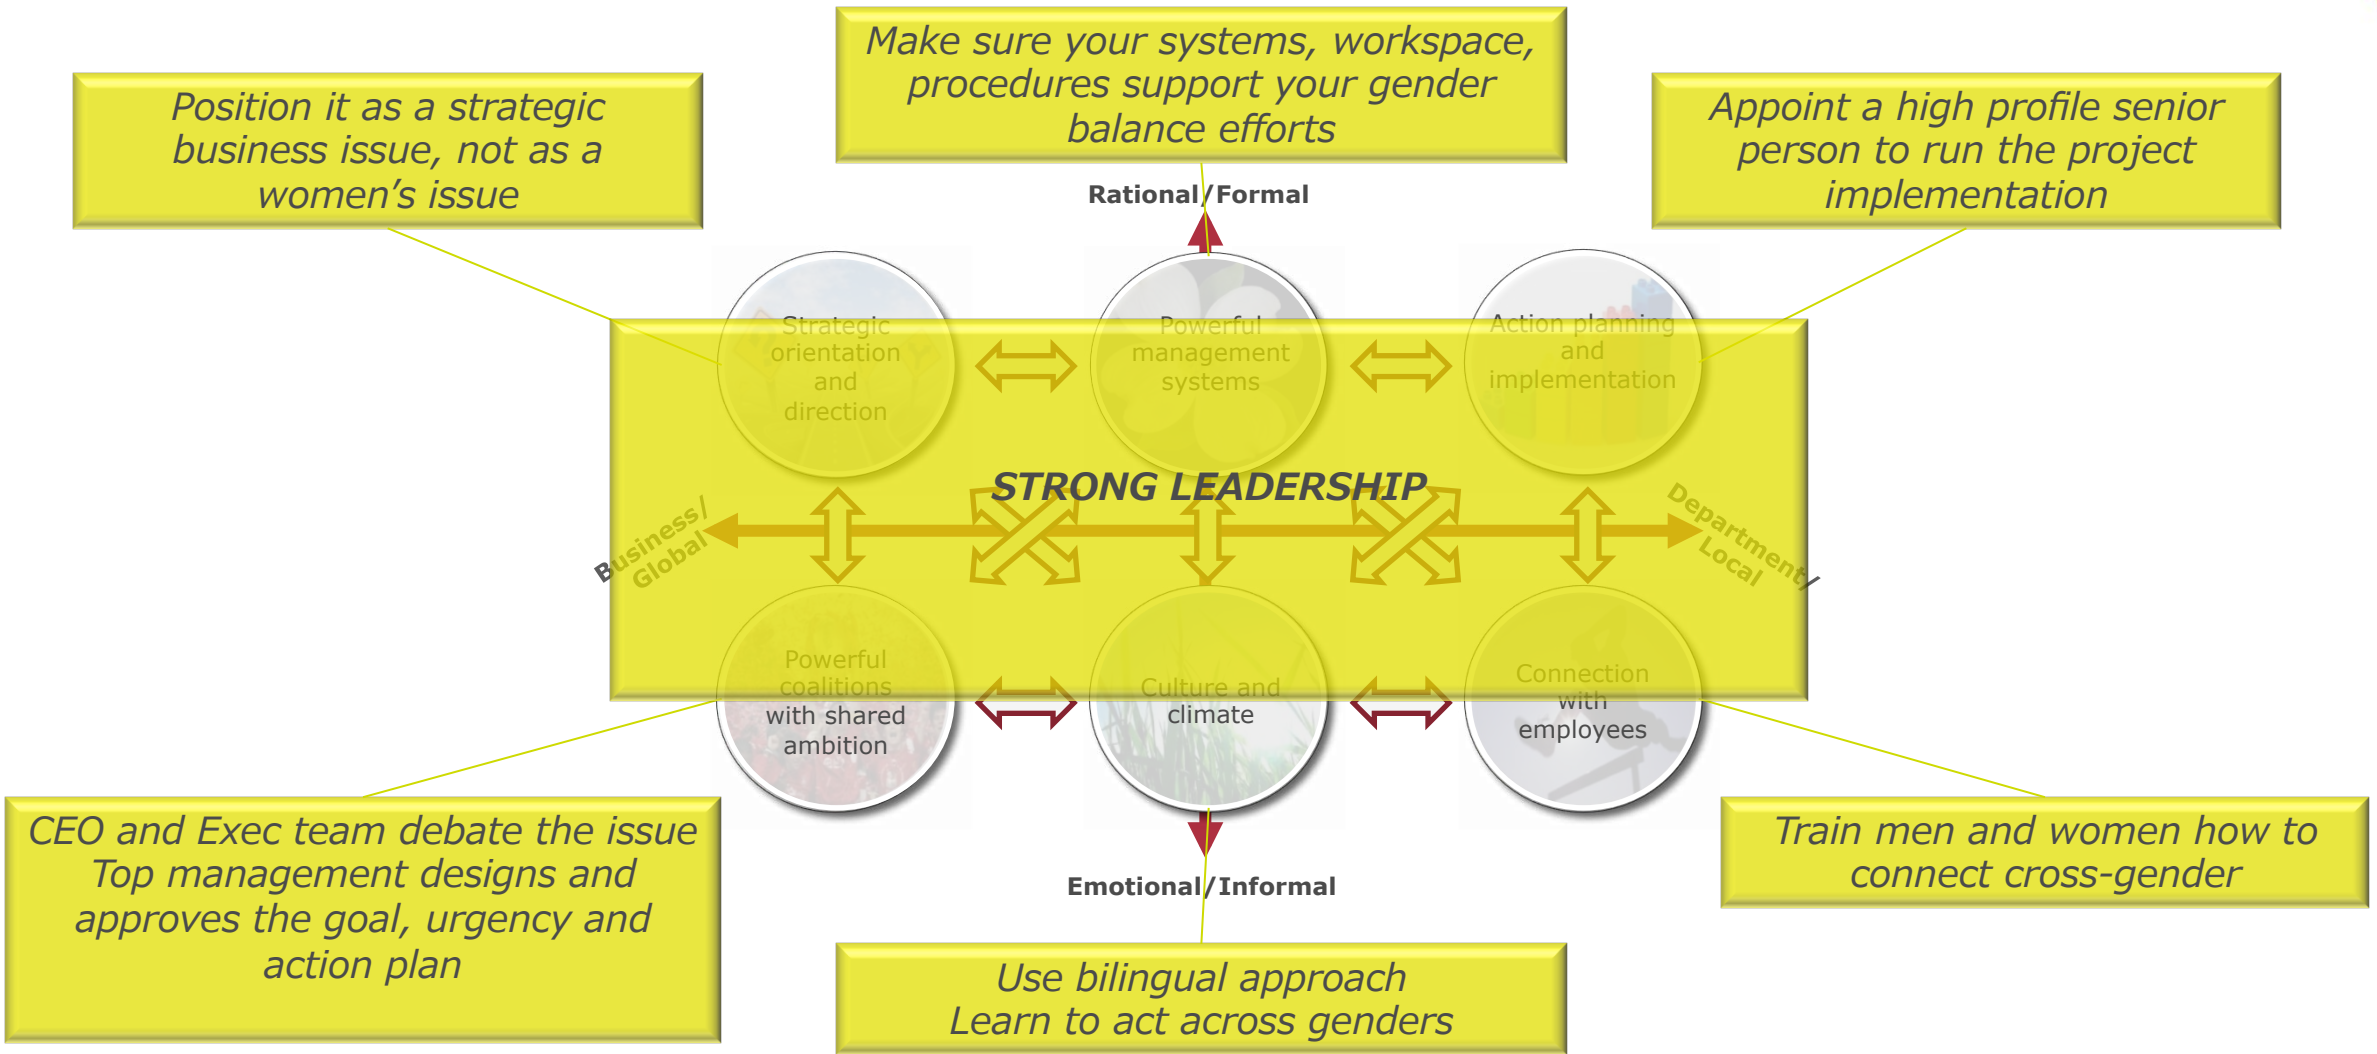 Make sure your systems, workspace,
procedures support your gender
balance efforts
Position it as a strategic
business issue, not as a
women's issue
Appoint a high profile senior
person to run the project
implementation
Rational/Formal
Strategic
orientation
and
direction
Powerful
management
systems
Action planning
and
implementation
STRONG LEADERSHIP
Business/
Global
Department/
Local
Powerful
coalitions
with shared
ambition
Culture and
climate
Connection
with
employees
CEO and Exec team debate the issue
Top management designs and
approves the goal, urgency and
action plan
Emotional/Informal
Train men and women how to
connect cross-gender
Use bilingual approach
Learn to act across genders